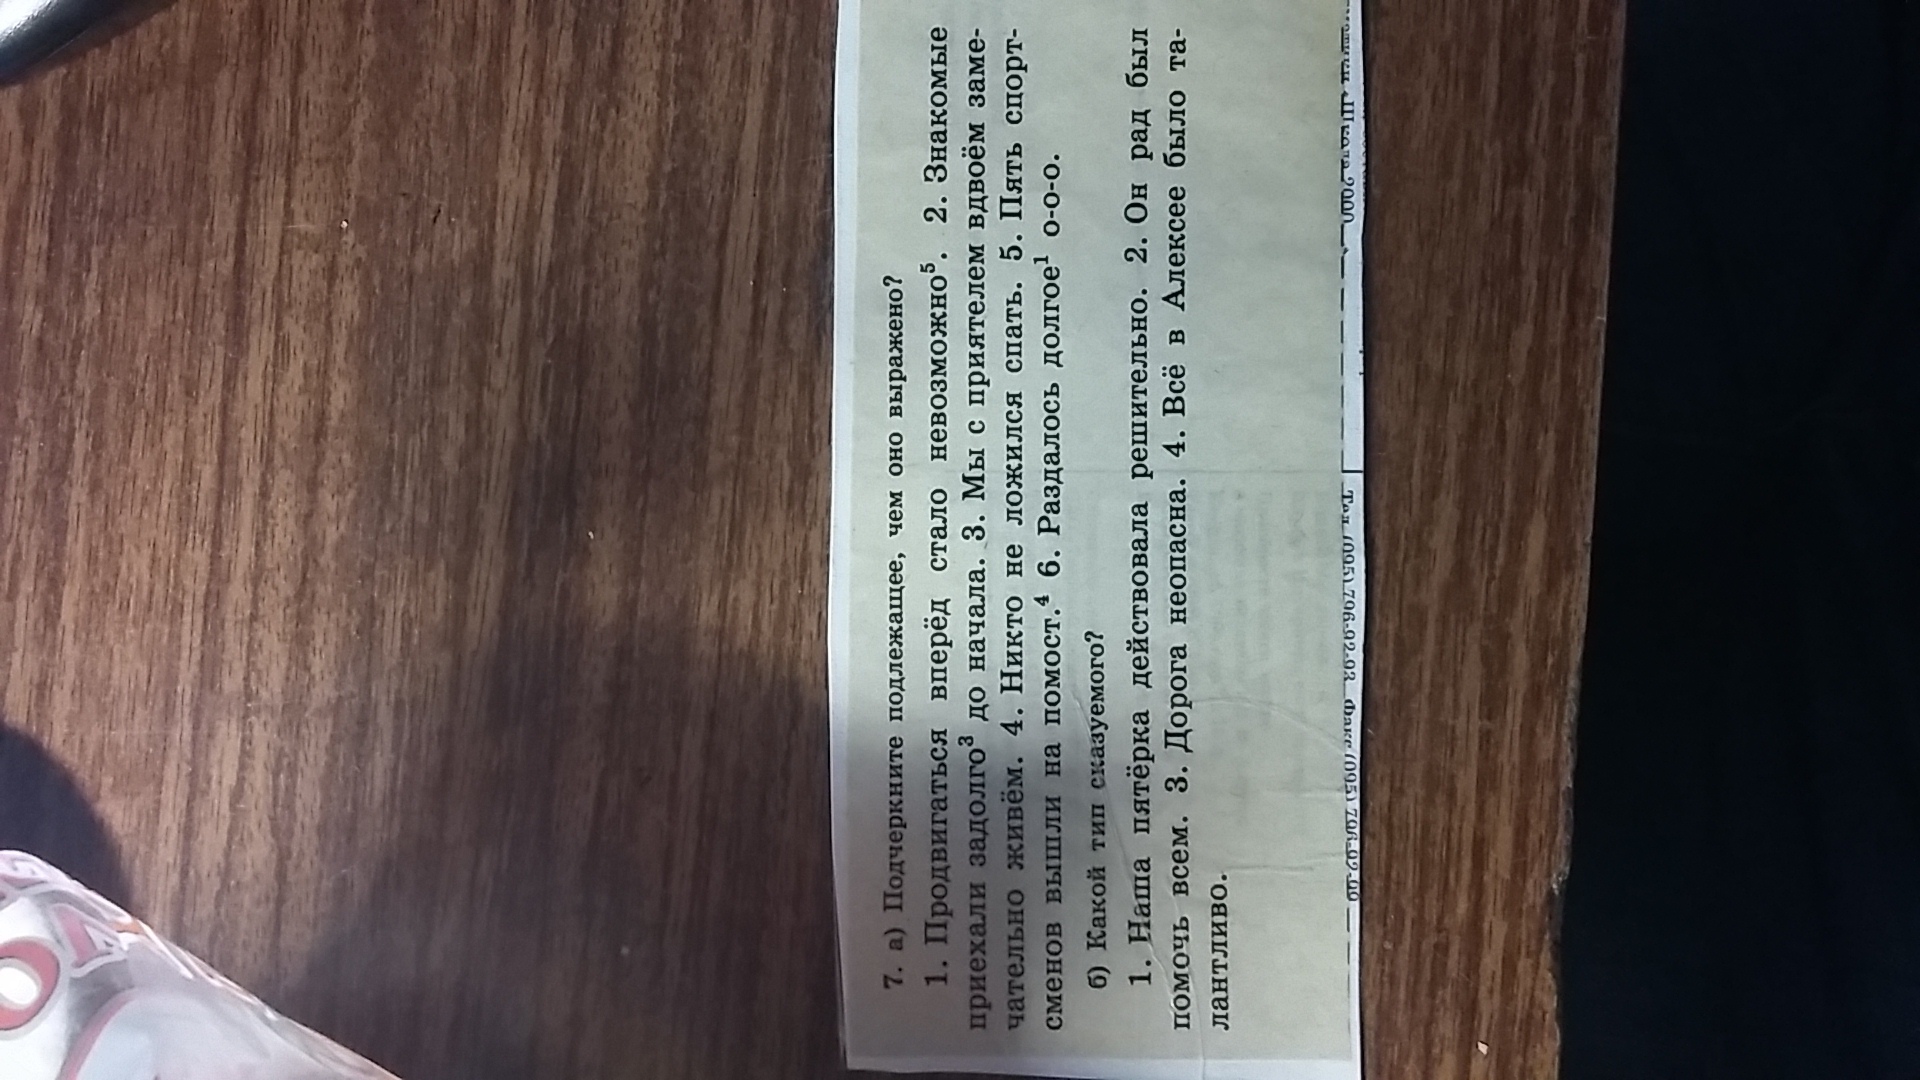 7. а) Подчеркните подлежащее, чем оно выражено?
1. Продвигаться вперёд стало невозможно⁵. 2. Знакомые
приехали задолго³ до начала. 3. Мы с приятелем вдвоём заме-
чательно живём. 4. Никто не ложился спать. 5. Пять спорт-
сменов вышли на помост.⁴ 6. Раздалось долгое¹ о-о-о.
б) Какой тип сказуемого?
1. Наша пятёрка действовала решительно. 2. Он рад был
помочь всем. 3. Дорога неопасна. 4. Всё в Алексее было та-
лантливо.